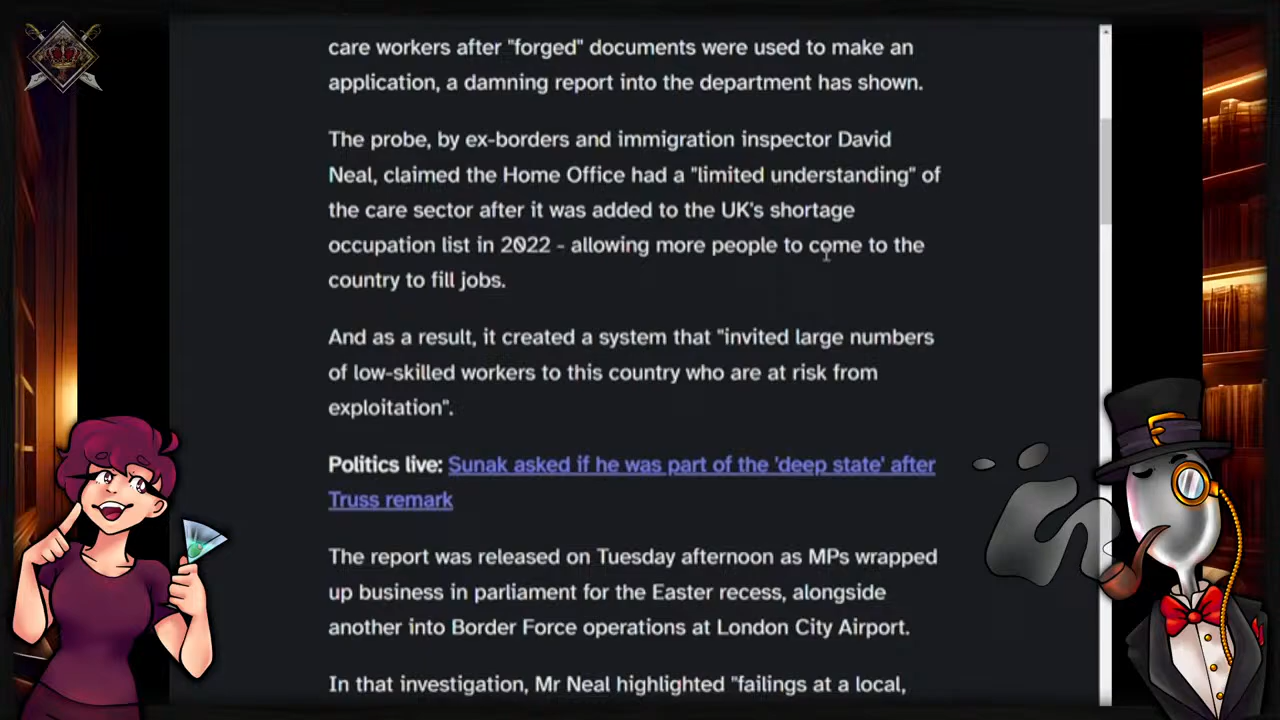 care workers after "forged" documents were used to make an
application, a damning report into the department has shown.
The probe, by ex-borders and immigration inspector David
Neal, claimed the Home Office had a "limited understanding" of
the care sector after it was added to the UK's shortage
occupation list in 2022 - allowing more people to come to the
country to fill jobs.
And as a result, it created a system that "invited large numbers
of low-skilled workers to this country who are at risk from
exploitation".
Politics live: Sunak asked if he was part of the 'deep state' after
Truss remark
The report was released on Tuesday afternoon as MPs wrapped
up business in parliament for the Easter recess, alongside
another into Border Force operations at London City Airport.
In that investigation, Mr Neal highlighted "failings at a local,